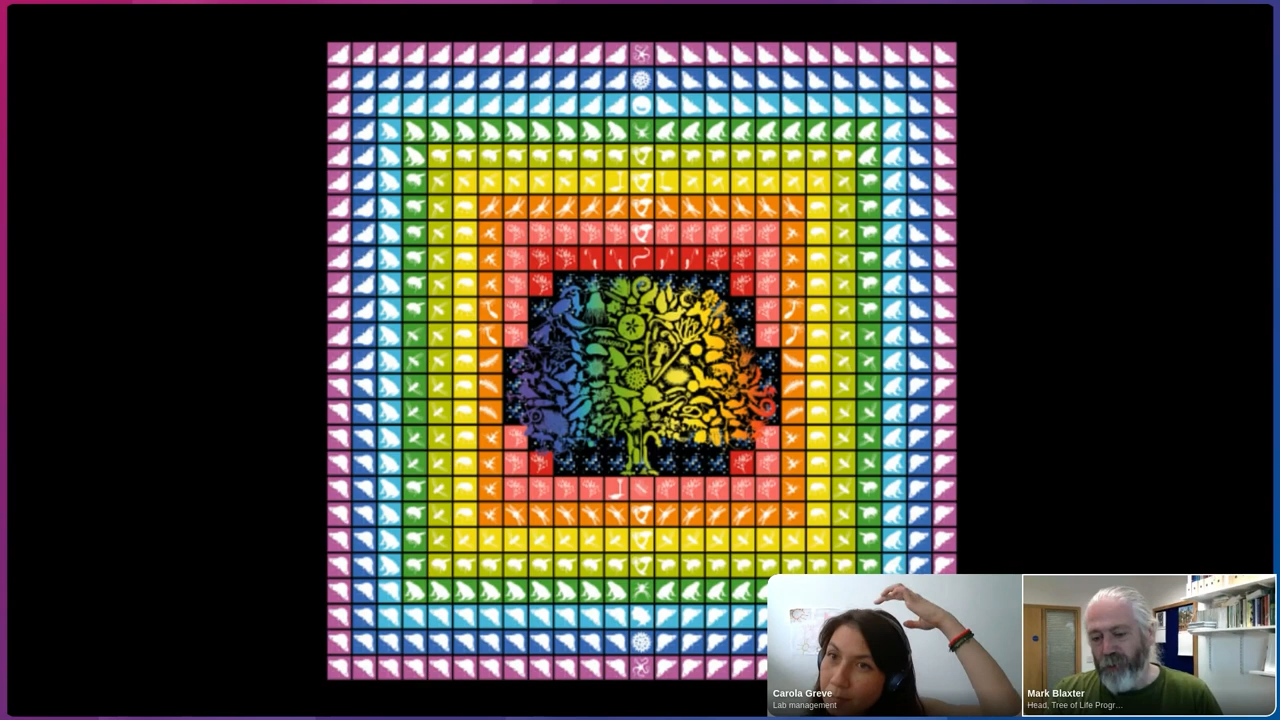 Carola Greve
Lab management
Mark Blaxter
Head, Tree of Life Progr…